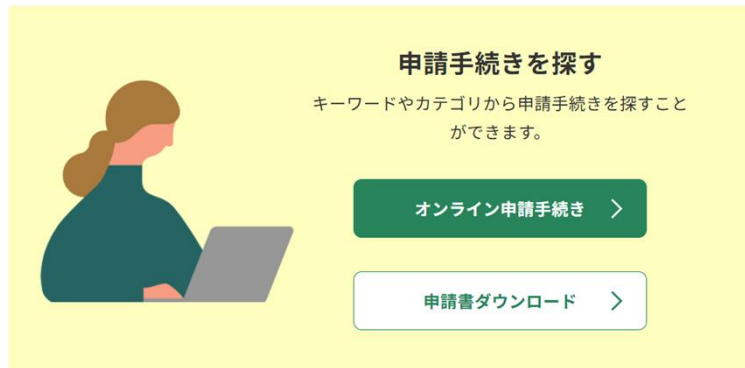 申請手続きを探す
キーワードやカテゴリから申請手続きを探すこと
ができます。
オンライン申請手続き
申請書ダウンロード